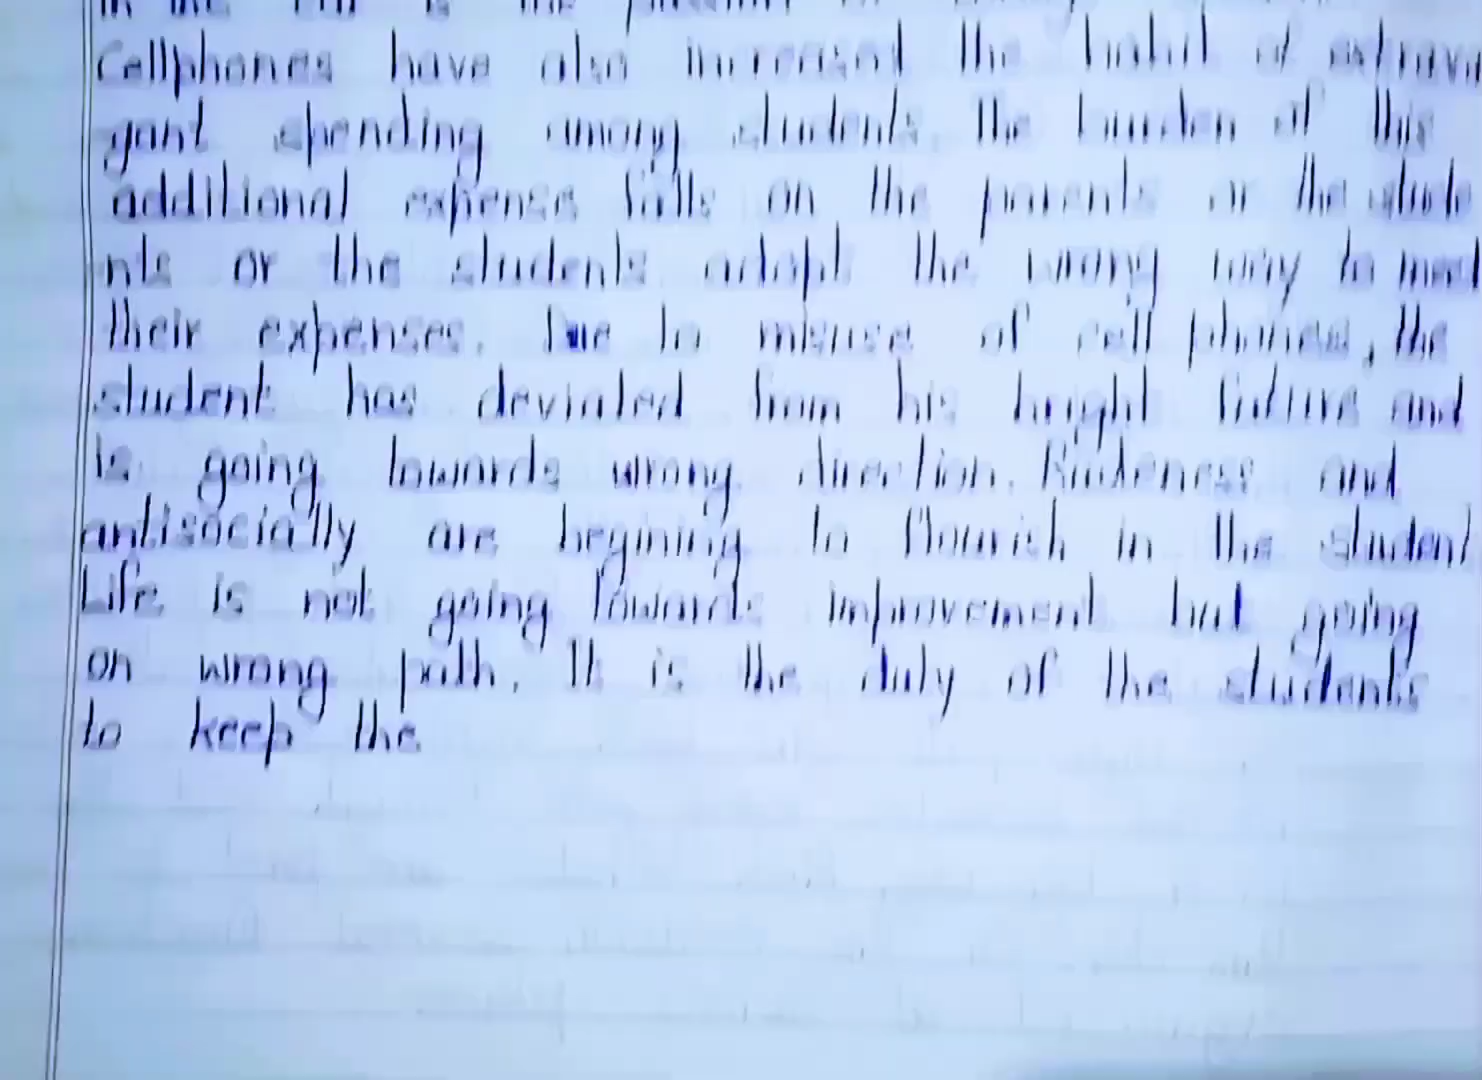 in the is the
Cellphones have also increased the habit of extrava
gant spending among students. The burden of this
additional expense falls on the parents or the stude
nts or the students adopt the wrong way to meet
their expenses. Due to misuse of cell phones, the
student has deviated from his bright future and
is going towards wrong direction. Rudeness and
antisocially are begining to flourish in the student
Life is not going towards improvement but going
on wrong path. It is the duty of the students
to keep the